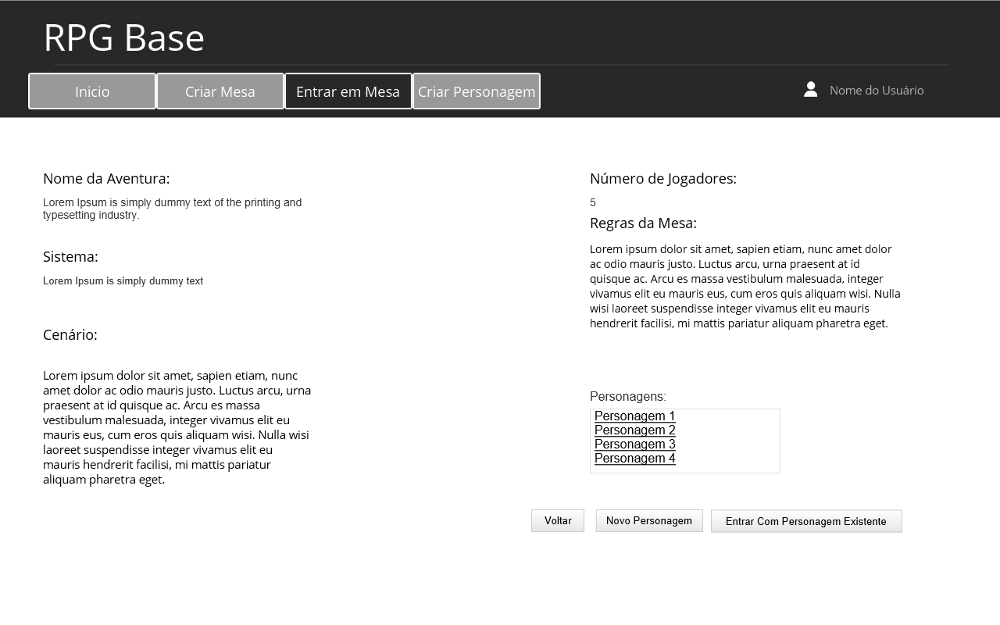 RPG Base
Inicio
Criar Mesa
Entrar em Mesa
Criar Personagem
Nome do Usuário
Nome da Aventura:
Lorem Ipsum is simply dummy text of the printing and
typesetting industry.
Sistema:
Lorem Ipsum is simply dummy text
Cenário:
Lorem ipsum dolor sit amet, sapien etiam, nunc
amet dolor ac odio mauris justo. Luctus arcu, urna
praesent at id quisque ac. Arcu es massa
vestibulum malesuada, integer vivamus elit eu
mauris eus, cum eros quis aliquam wisi. Nulla wisi
laoreet suspendisse integer vivamus elit eu
mauris hendrerit facilisi, mi mattis pariatur
aliquam pharetra eget.
Número de Jogadores:
5
Regras da Mesa:
Lorem ipsum dolor sit amet, sapien etiam, nunc amet dolor
ac odio mauris justo. Luctus arcu, urna praesent at id
quisque ac. Arcu es massa vestibulum malesuada, integer
vivamus elit eu mauris eus, cum eros quis aliquam wisi. Nulla
wisi laoreet suspendisse integer vivamus elit eu mauris
hendrerit facilisi, mi mattis pariatur aliquam pharetra eget.
Personagens:
Personagem 1
Personagem 2
Personagem 3
Personagem 4
Voltar
Novo Personagem
Entrar Com Personagem Existente